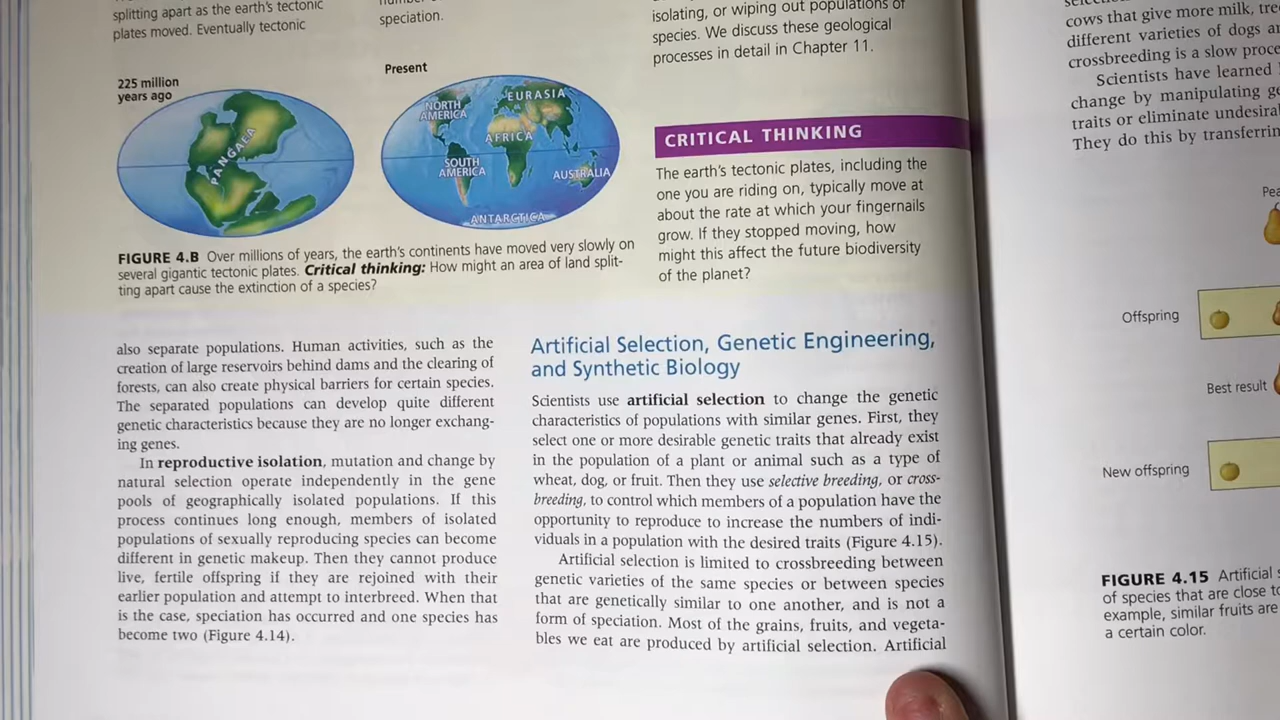 splitting apart as the earth's tectonic
plates moved. Eventually tectonic
speciation.
isolating, or wiping out populations of
species. We discuss these geological
processes in detail in Chapter 11.
225 million
years ago
PANGAEA
Present
NORTH
AMERICA
EURASIA
AFRICA
SOUTH
AMERICA
AUSTRALIA
ANTARCTICA
FIGURE 4.B Over millions of years, the earth's continents have moved very slowly on
several gigantic tectonic plates. Critical thinking: How might an area of land split-
ting apart cause the extinction of a species?
CRITICAL THINKING
The earth's tectonic plates, including the
one you are riding on, typically move at
about the rate at which your fingernails
grow. If they stopped moving, how
might this affect the future biodiversity
of the planet?
also separate populations. Human activities, such as the
creation of large reservoirs behind dams and the clearing of
forests, can also create physical barriers for certain species.
The separated populations can develop quite different
genetic characteristics because they are no longer exchang-
ing genes.
In reproductive isolation, mutation and change by
natural selection operate independently in the gene
pools of geographically isolated populations. If this
process continues long enough, members of isolated
populations of sexually reproducing species can become
different in genetic makeup. Then they cannot produce
live, fertile offspring if they are rejoined with their
earlier population and attempt to interbreed. When that
is the case, speciation has occurred and one species has
become two (Figure 4.14).
Artificial Selection, Genetic Engineering,
and Synthetic Biology
Scientists use artificial selection to change the genetic
characteristics of populations with similar genes. First, they
select one or more desirable genetic traits that already exist
in the population of a plant or animal such as a type of
wheat, dog, or fruit. Then they use selective breeding, or cross-
breeding, to control which members of a population have the
opportunity to reproduce to increase the numbers of indi-
viduals in a population with the desired traits (Figure 4.15).
Artificial selection is limited to crossbreeding between
genetic varieties of the same species or between species
that are genetically similar to one another, and is not a
form of speciation. Most of the grains, fruits, and vegeta-
bles we eat are produced by artificial selection. Artificial
cows that give more milk,
different varieties of dogs
crossbreeding is a slow
Scientists have learned
change by manipulating
traits or eliminate
They do this by transferring
Offspring
Best result
New offspring
FIGURE 4.15 Artificial
of species that are close
example, similar fruits are
a certain color.